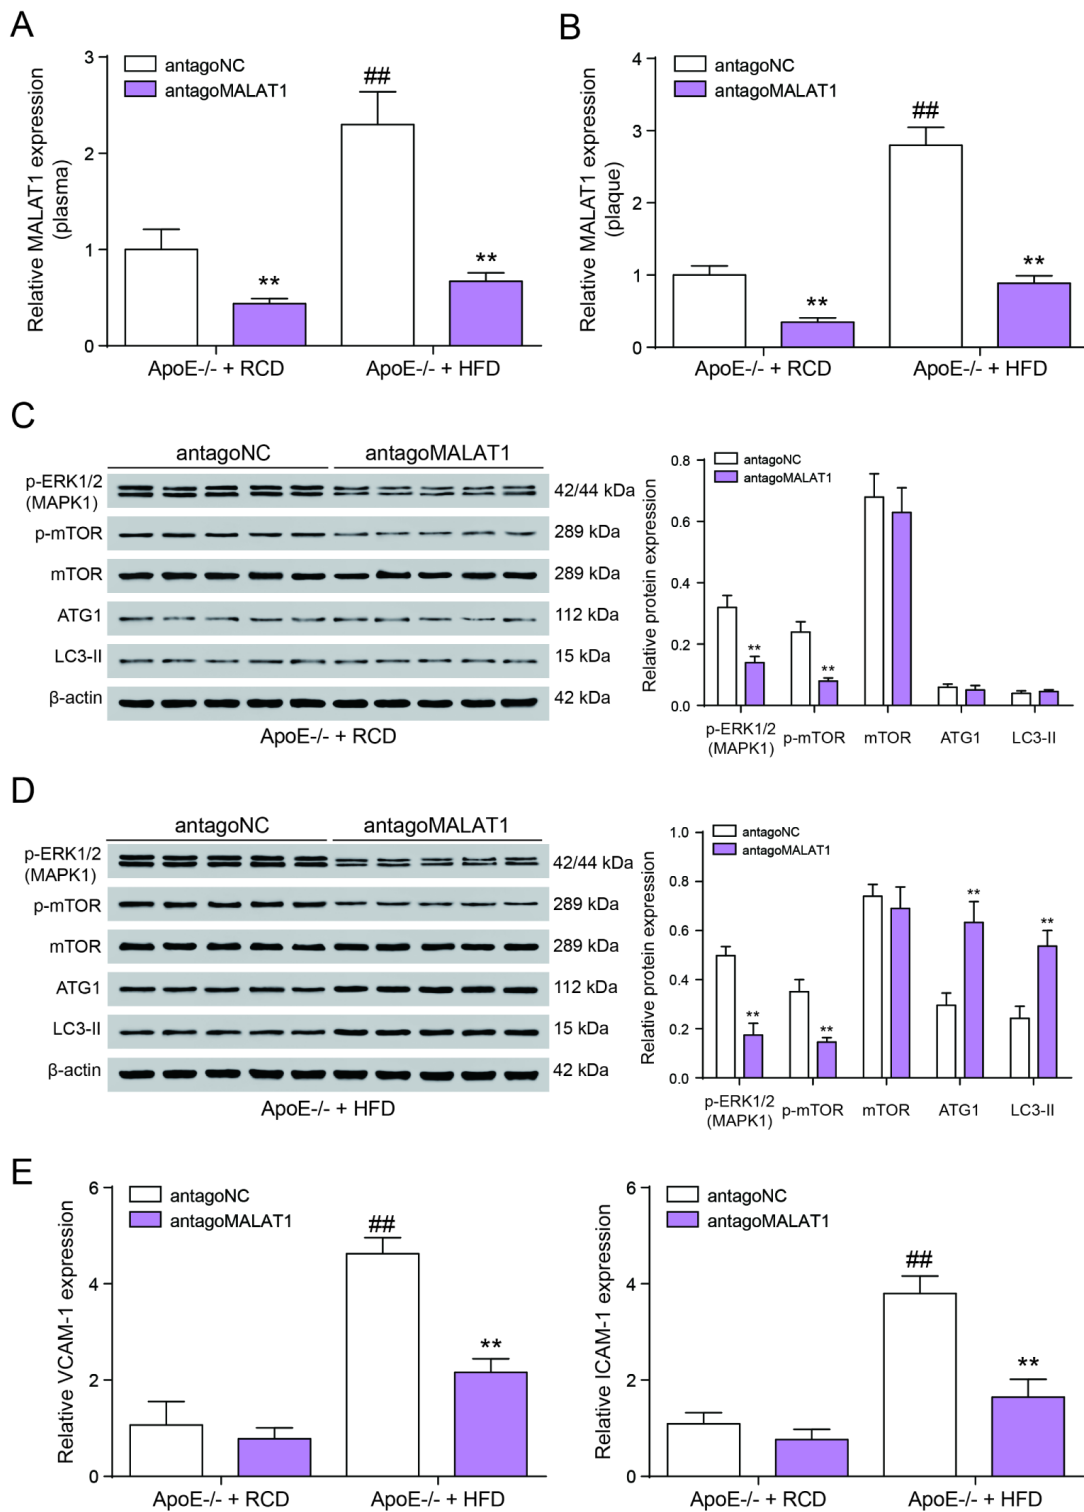 A
antagoNC
antagoMALAT1
Relative MALAT1 expression
(plasma)
3
2
1
0
##
**
**
ApoE-/- + RCD
ApoE-/- + HFD
B
antagoNC
antagoMALAT1
Relative MALAT1 expression
(plaque)
4
3
2
1
0
##
**
**
ApoE-/- + RCD
ApoE-/- + HFD
C
antagoNC
antagoMALAT1
p-ERK1/2
(MAPK1)
42/44 kDa
p-mTOR
289 kDa
mTOR
289 kDa
ATG1
112 kDa
LC3-II
15 kDa
β-actin
42 kDa
ApoE-/- + RCD
antagoNC
antagoMALAT1
Relative protein expression
0.8
0.6
0.4
0.2
0.0
**
**
p-ERK1/2
(MAPK1)
p-mTOR
mTOR
ATG1
LC3-II
D
antagoNC
antagoMALAT1
p-ERK1/2
(MAPK1)
42/44 kDa
p-mTOR
289 kDa
mTOR
289 kDa
ATG1
112 kDa
LC3-II
15 kDa
β-actin
42 kDa
ApoE-/- + HFD
antagoNC
antagoMALAT1
Relative protein expression
1.0
0.8
0.6
0.4
0.2
0.0
**
**
**
**
p-ERK1/2
(MAPK1)
p-mTOR
mTOR
ATG1
LC3-II
E
antagoNC
antagoMALAT1
Relative VCAM-1 expression
6
4
2
0
##
**
ApoE-/- + RCD
ApoE-/- + HFD
antagoNC
antagoMALAT1
Relative ICAM-1 expression
6
4
2
0
##
**
ApoE-/- + RCD
ApoE-/- + HFD